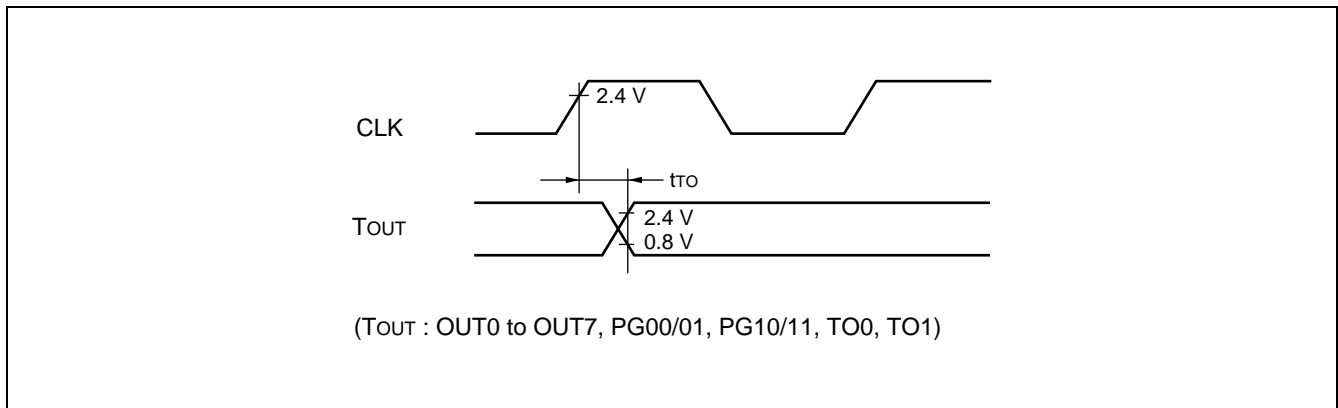 CLK
2.4 V
tTO
TOUT
2.4 V
0.8 V
(TOUT : OUT0 to OUT7, PG00/01, PG10/11, TO0, TO1)